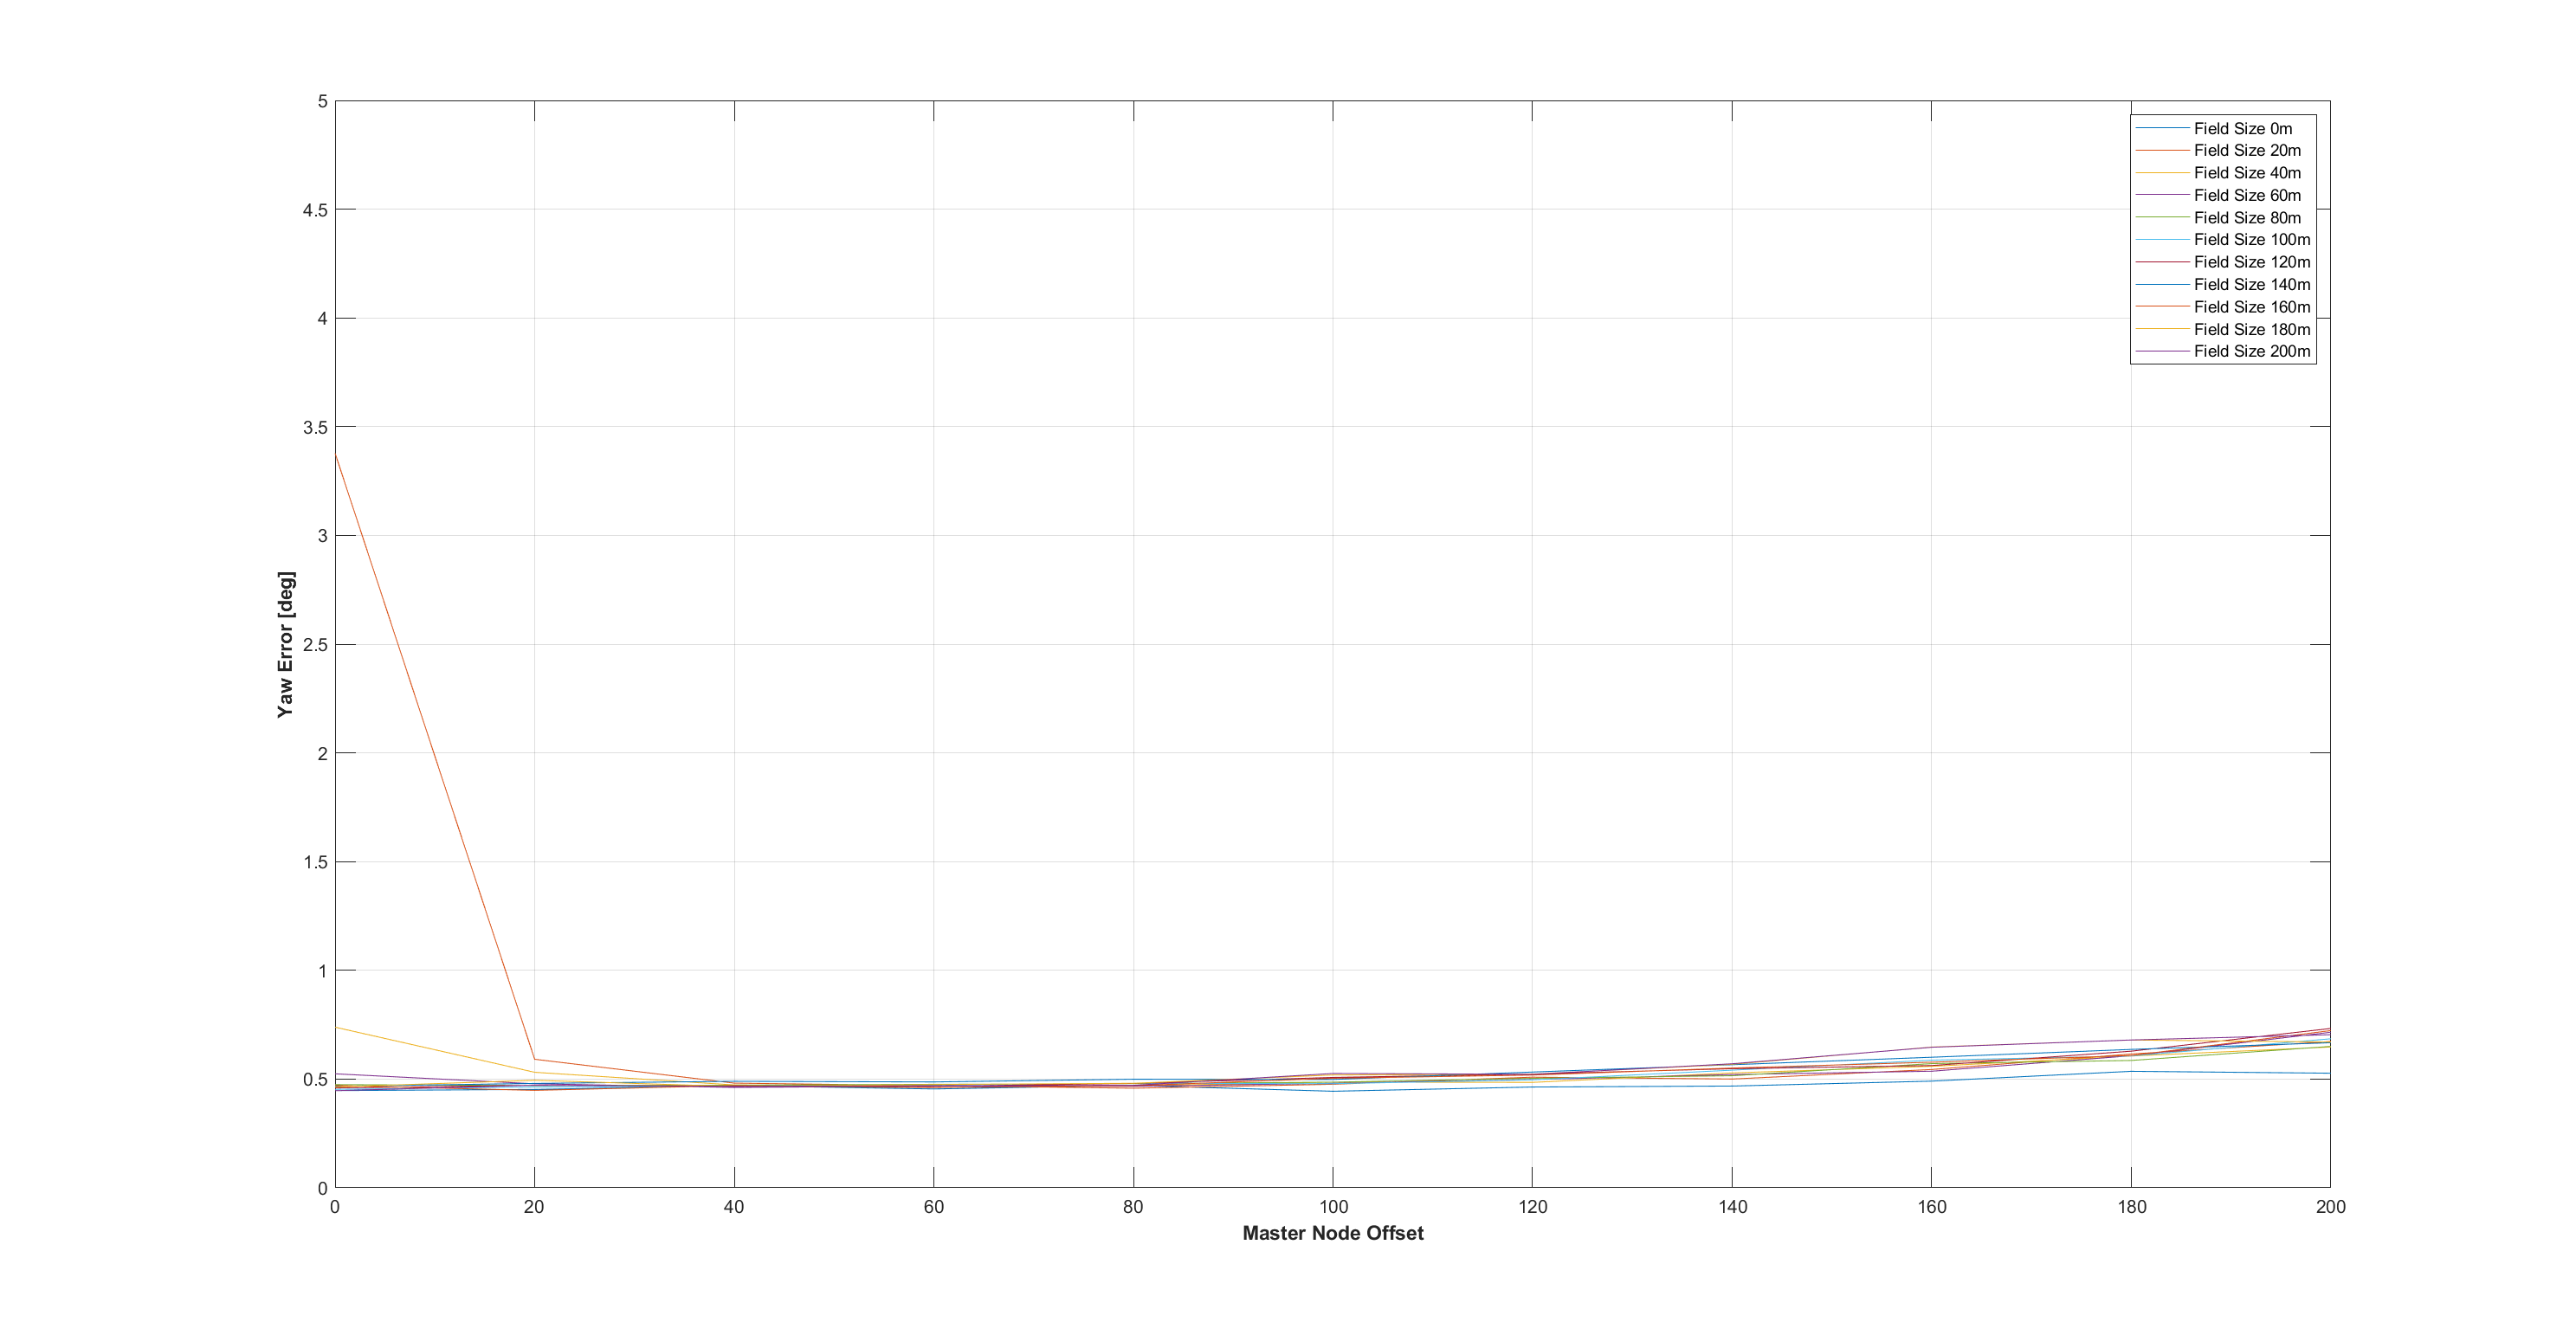 5
4.5
4
3.5
3
2.5
2
1.5
1
0.5
0
Yaw Error [deg]
0 20 40 60 80 100 120 140 160 180 200
Master Node Offset
Field Size 0m
Field Size 20m
Field Size 40m
Field Size 60m
Field Size 80m
Field Size 100m
Field Size 120m
Field Size 140m
Field Size 160m
Field Size 180m
Field Size 200m